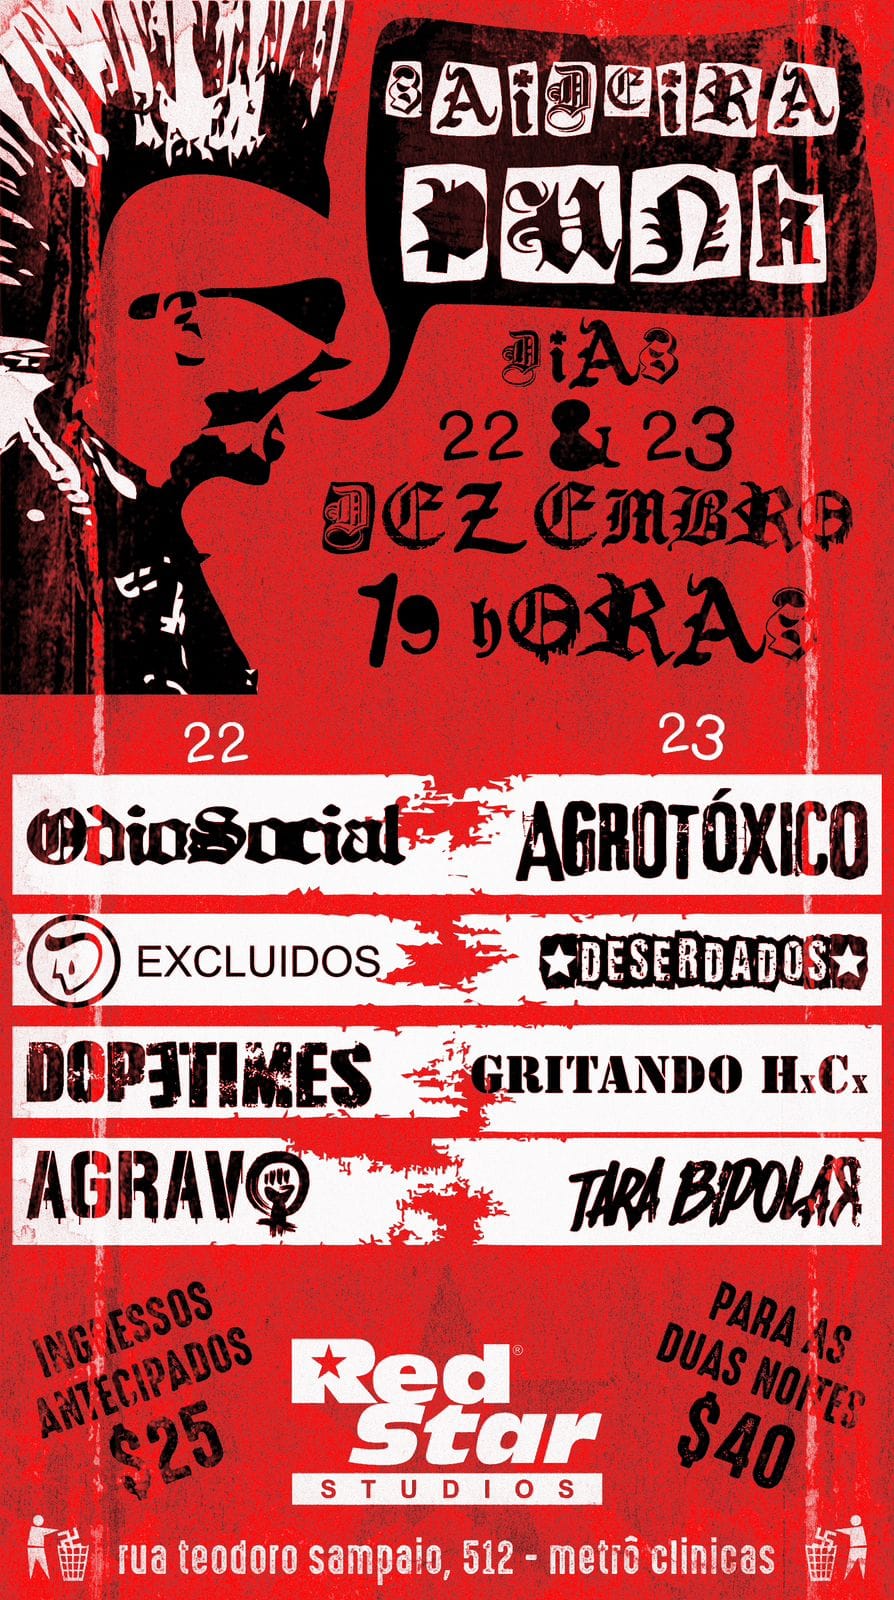 SAiDEiRA
PUNK
DiAS
22 & 23
DEZEMBRO
19 hORAS
22
23
OdioSocial
AGROTÓXICO
EXCLUIDOS
DESERDADOS
DOPETIMES
GRITANDO HxCx
AGRAVO
TARA BIPOLAR
INGRESSOS
ANTECIPADOS
$25
PARA AS
DUAS NOITES
$40
Red®
Star
STUDIOS
rua teodoro sampaio, 512 - metrô clinicas